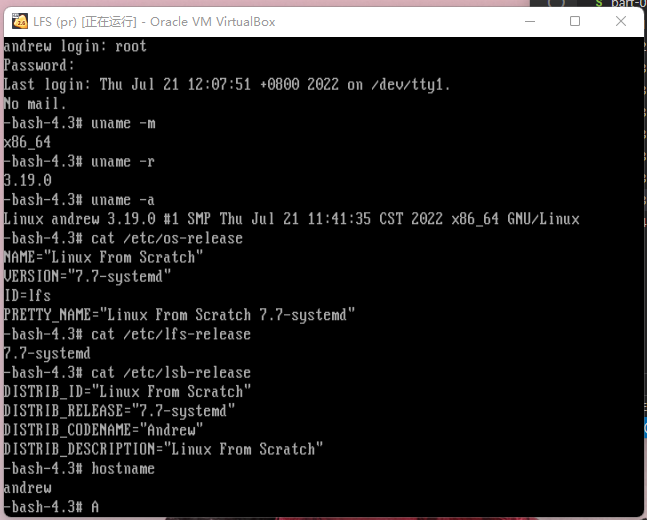 LFS (pr) [正在运行] - Oracle VM VirtualBox
andrew login: root
Password:
Last login: Thu Jul 21 12:07:51 +0800 2022 on /dev/tty1.
No mail.
-bash-4.3# uname -m
x86_64
-bash-4.3# uname -r
3.19.0
-bash-4.3# uname -a
Linux andrew 3.19.0 #1 SMP Thu Jul 21 11:41:35 CST 2022 x86_64 GNU/Linux
-bash-4.3# cat /etc/os-release
NAME="Linux From Scratch"
VERSION="7.7-systemd"
ID=lfs
PRETTY_NAME="Linux From Scratch 7.7-systemd"
-bash-4.3# cat /etc/lfs-release
7.7-systemd
-bash-4.3# cat /etc/lsb-release
DISTRIB_ID="Linux From Scratch"
DISTRIB_RELEASE="7.7-systemd"
DISTRIB_CODENAME="Andrew"
DISTRIB_DESCRIPTION="Linux From Scratch"
-bash-4.3# hostname
andrew
-bash-4.3# A